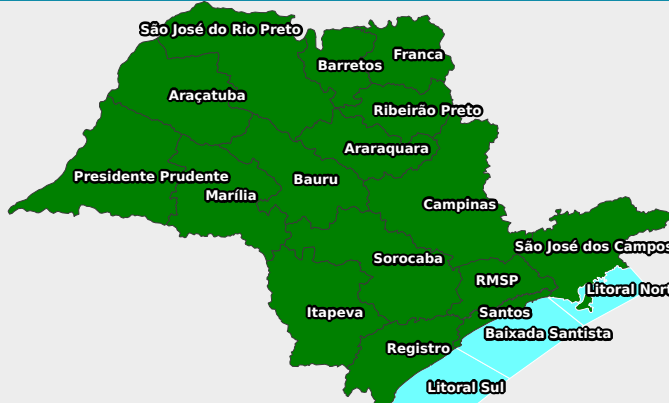 São José do Rio Preto
Franca
Barretos
Araçatuba
Ribeirão Preto
Araraquara
Presidente Prudente
Bauru
Marília
Campinas
São José dos Campos
Sorocaba
RMSP
Litoral Nort
Itapeva
Santos
Baixada Santista
Registro
Litoral Sul